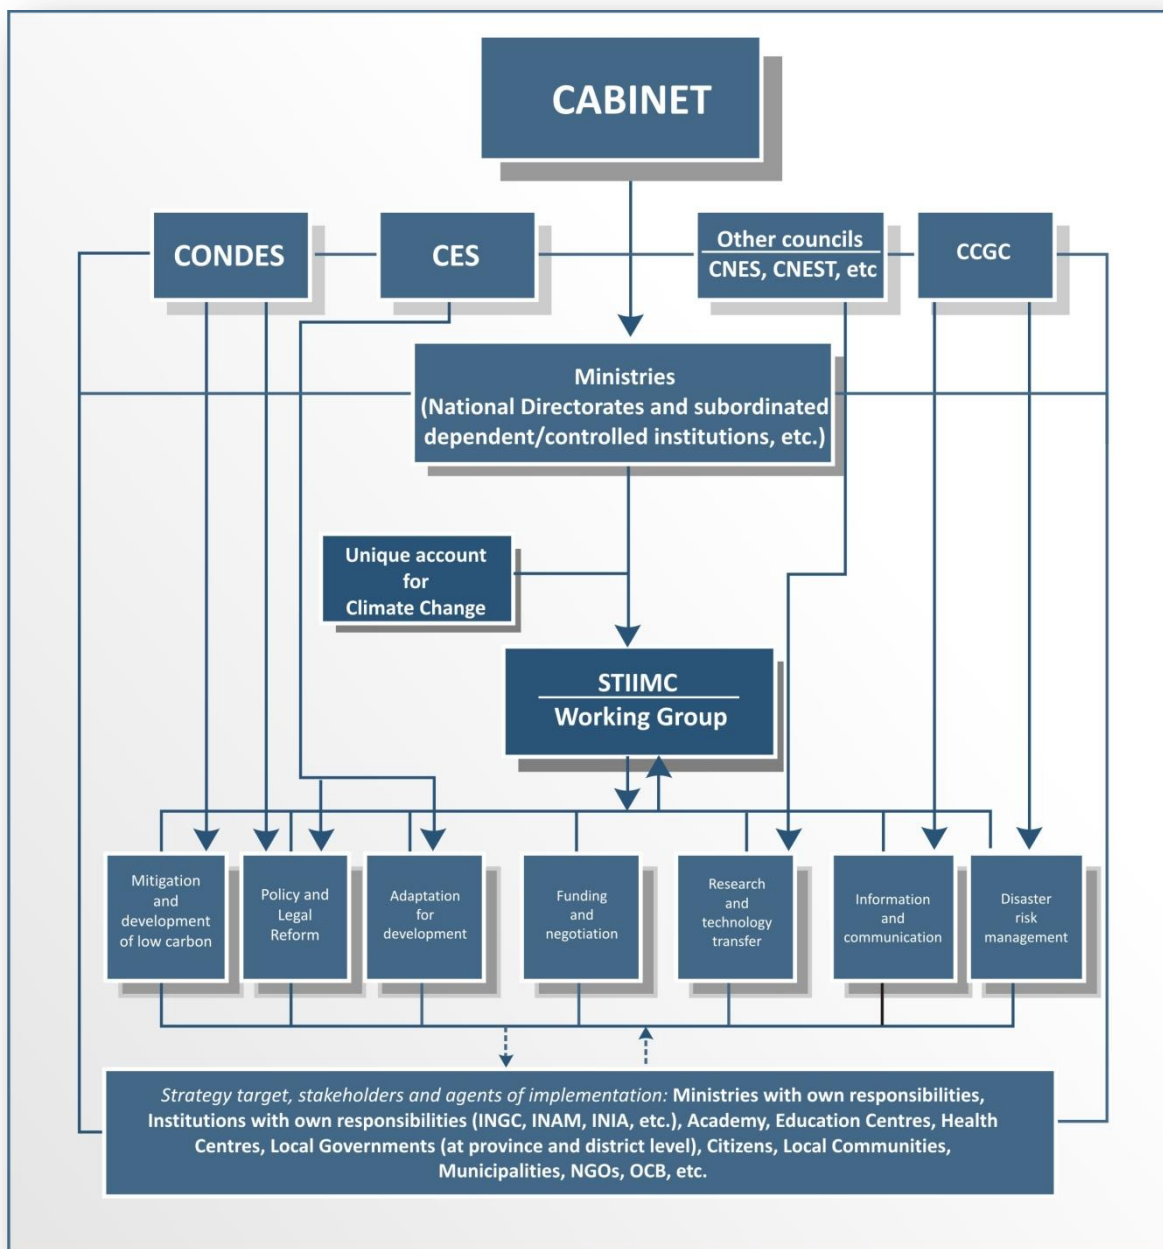 CABINET
CONDES
CES
Other councils
CNES, CNEST, etc
CCGC
Ministries
(National Directorates and subordinated
dependent/controlled institutions, etc.)
Unique account
for
Climate Change
STIIMC
Working Group
Mitigation
and
development
of low carbon
Policy and
Legal
Reform
Adaptation
for
development
Funding
and
negotiation
Research
and
technology
transfer
Information
and
communication
Disaster
risk
management
Strategy target, stakeholders and agents of implementation: Ministries with own responsibilities,
Institutions with own responsibilities (INGC, INAM, INIA, etc.), Academy, Education Centres, Health
Centres, Local Governments (at province and district level), Citizens, Local Communities,
Municipalities, NGOs, OCB, etc.